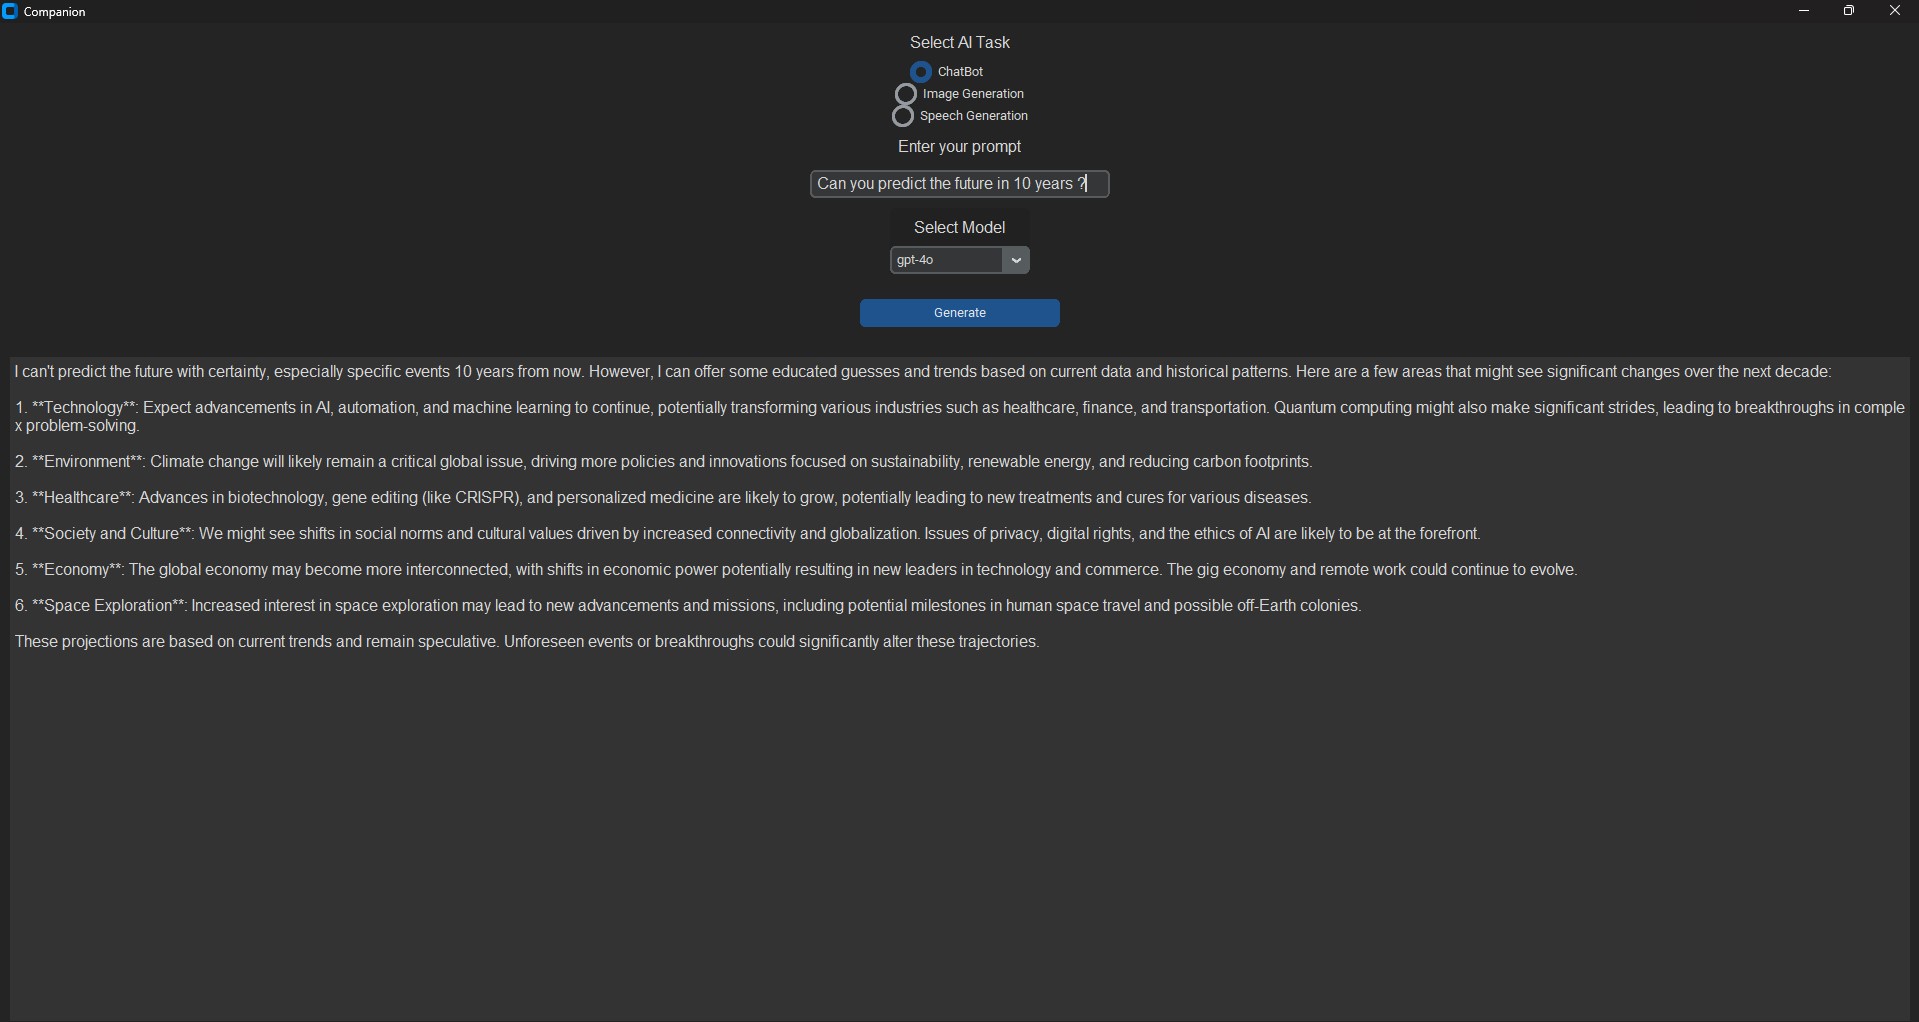 Companion
Select AI Task
ChatBot
Image Generation
Speech Generation
Enter your prompt
Can you predict the future in 10 years ?
Select Model
gpt-4o
Generate
I can't predict the future with certainty, especially specific events 10 years from now. However, I can offer some educated guesses and trends based on current data and historical patterns. Here are a few areas that might see significant changes over the next decade:
1. **Technology**: Expect advancements in AI, automation, and machine learning to continue, potentially transforming various industries such as healthcare, finance, and transportation. Quantum computing might also make significant strides, leading to breakthroughs in comple
x problem-solving.
2. **Environment**: Climate change will likely remain a critical global issue, driving more policies and innovations focused on sustainability, renewable energy, and reducing carbon footprints.
3. **Healthcare**: Advances in biotechnology, gene editing (like CRISPR), and personalized medicine are likely to grow, potentially leading to new treatments and cures for various diseases.
4. **Society and Culture**: We might see shifts in social norms and cultural values driven by increased connectivity and globalization. Issues of privacy, digital rights, and the ethics of AI are likely to be at the forefront.
5. **Economy**: The global economy may become more interconnected, with shifts in economic power potentially resulting in new leaders in technology and commerce. The gig economy and remote work could continue to evolve.
6. **Space Exploration**: Increased interest in space exploration may lead to new advancements and missions, including potential milestones in human space travel and possible off-Earth colonies.
These projections are based on current trends and remain speculative. Unforeseen events or breakthroughs could significantly alter these trajectories.